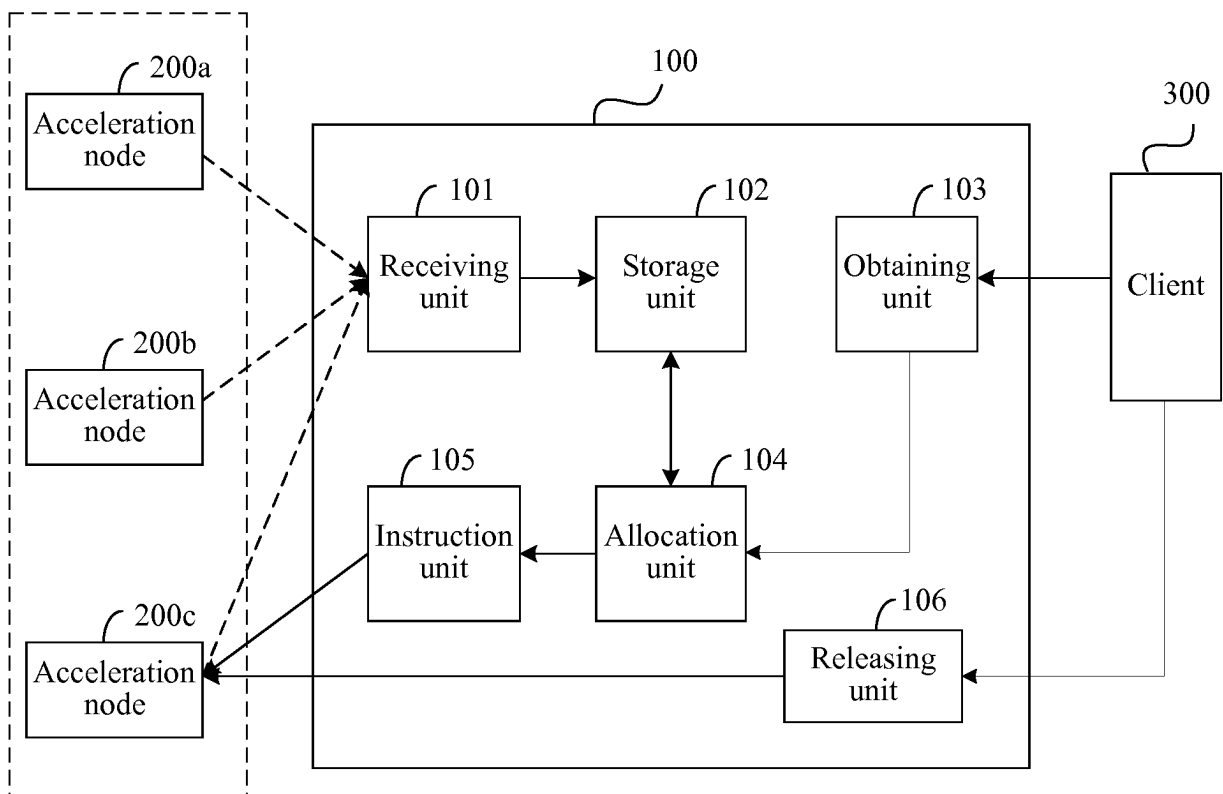 200a
Acceleration
node
100
300
101
Receiving
unit
102
Storage
unit
103
Obtaining
unit
Client
200b
Acceleration
node
105
Instruction
unit
104
Allocation
unit
200c
Acceleration
node
106
Releasing
unit